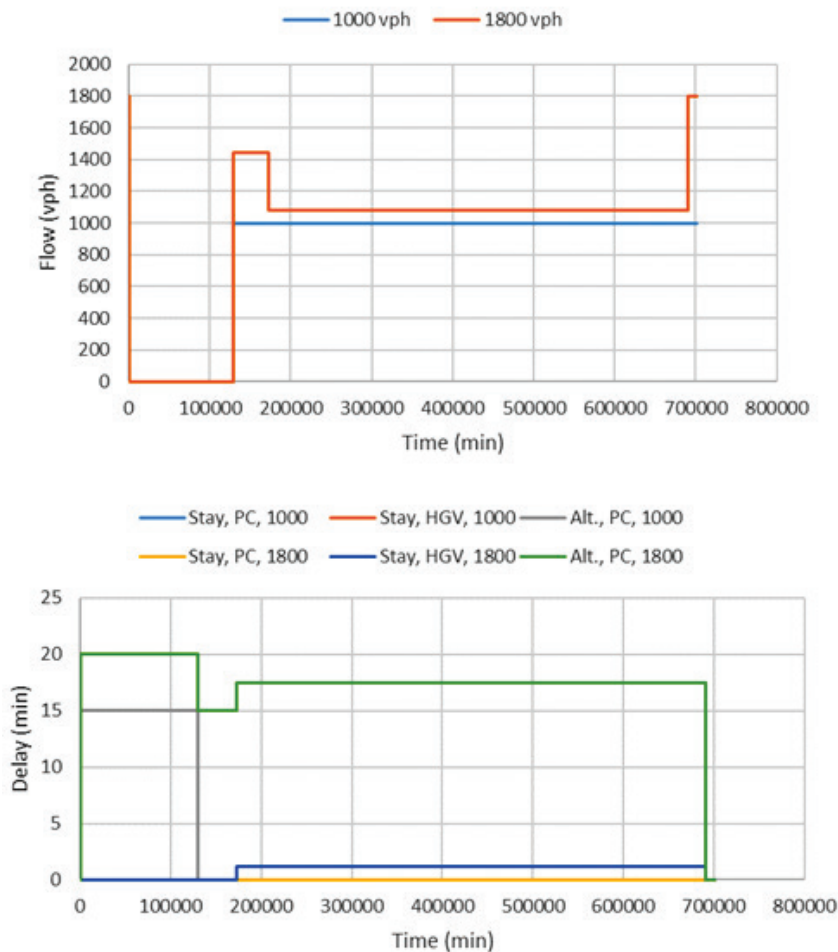 1000 vph 1800 vph
2000
1800
1600
1400
1200
1000
800
600
400
200
0
Flow (vph)
0 100000 200000 300000 400000 500000 600000 700000 800000
Time (min)
Stay, PC, 1000 Stay, HGV, 1000 Alt., PC, 1000
Stay, PC, 1800 Stay, HGV, 1800 Alt., PC, 1800
25
20
15
10
5
0
Delay (min)
0 100000 200000 300000 400000 500000 600000 700000 800000
Time (min)